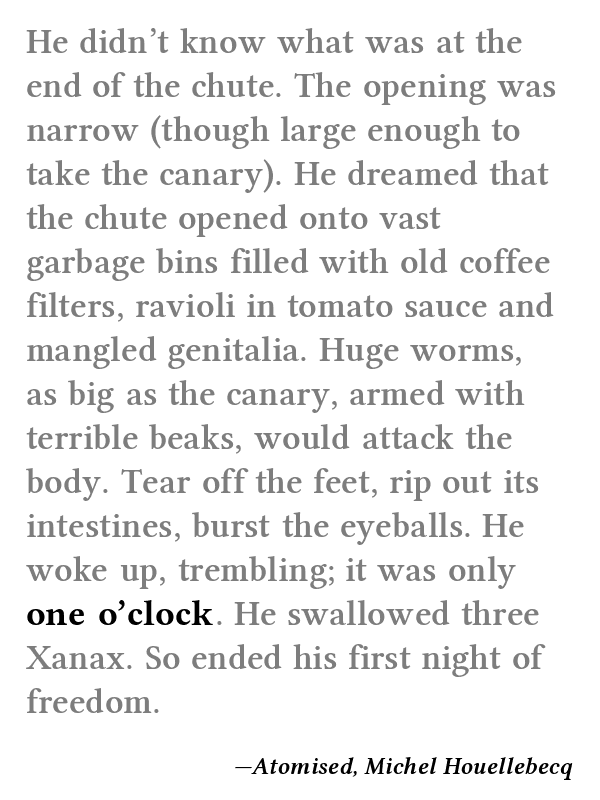 He didn’t know what was at the
end of the chute. The opening was
narrow (though large enough to
take the canary). He dreamed that
the chute opened onto vast
garbage bins filled with old coffee
filters, ravioli in tomato sauce and
mangled genitalia. Huge worms,
as big as the canary, armed with
terrible beaks, would attack the
body. Tear off the feet, rip out its
intestines, burst the eyeballs. He
woke up, trembling; it was only
one o’clock. He swallowed three
Xanax. So ended his first night of
freedom.
—Atomised, Michel Houellebecq